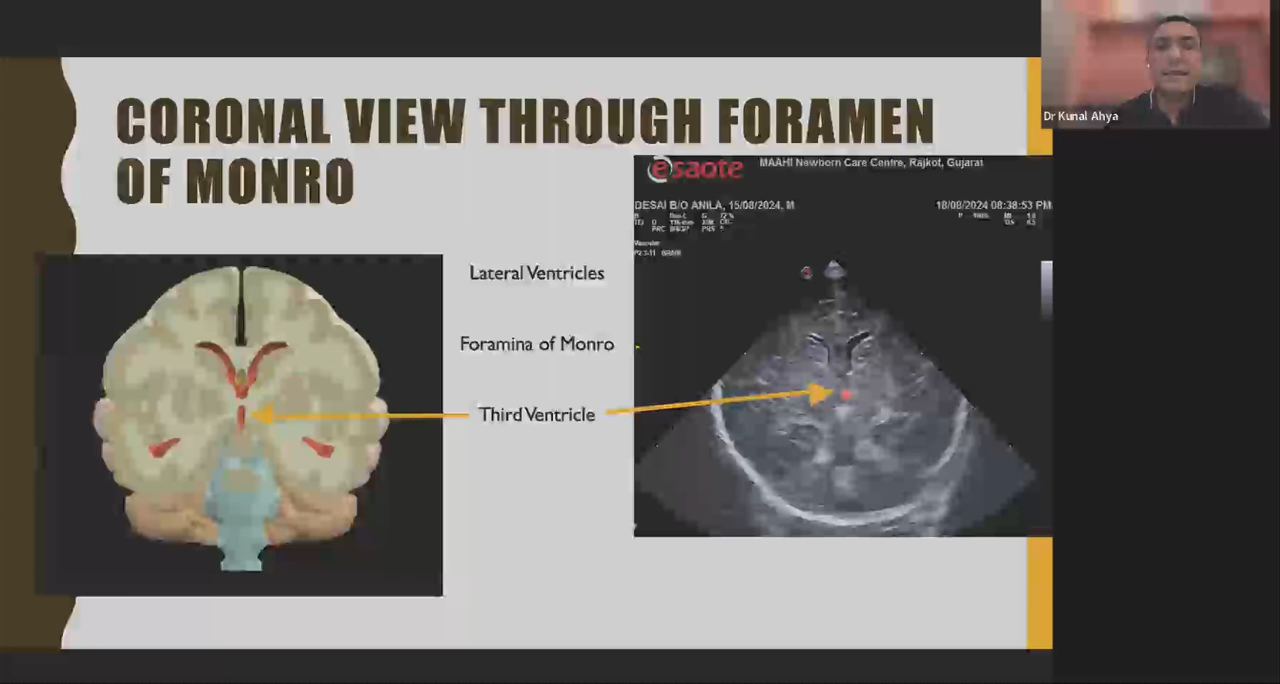 CORONAL VIEW THROUGH FORAMEN
OF MONRO
Lateral Ventricles
Foramina of Monro
Third Ventricle
esaote
MAAHI Newborn Care Centre, Rajkot, Gujarat
DESAI B/O ANILA, 15/08/2024, M
18/08/2024 08:38:53 PM
Dr Kunal Ahya